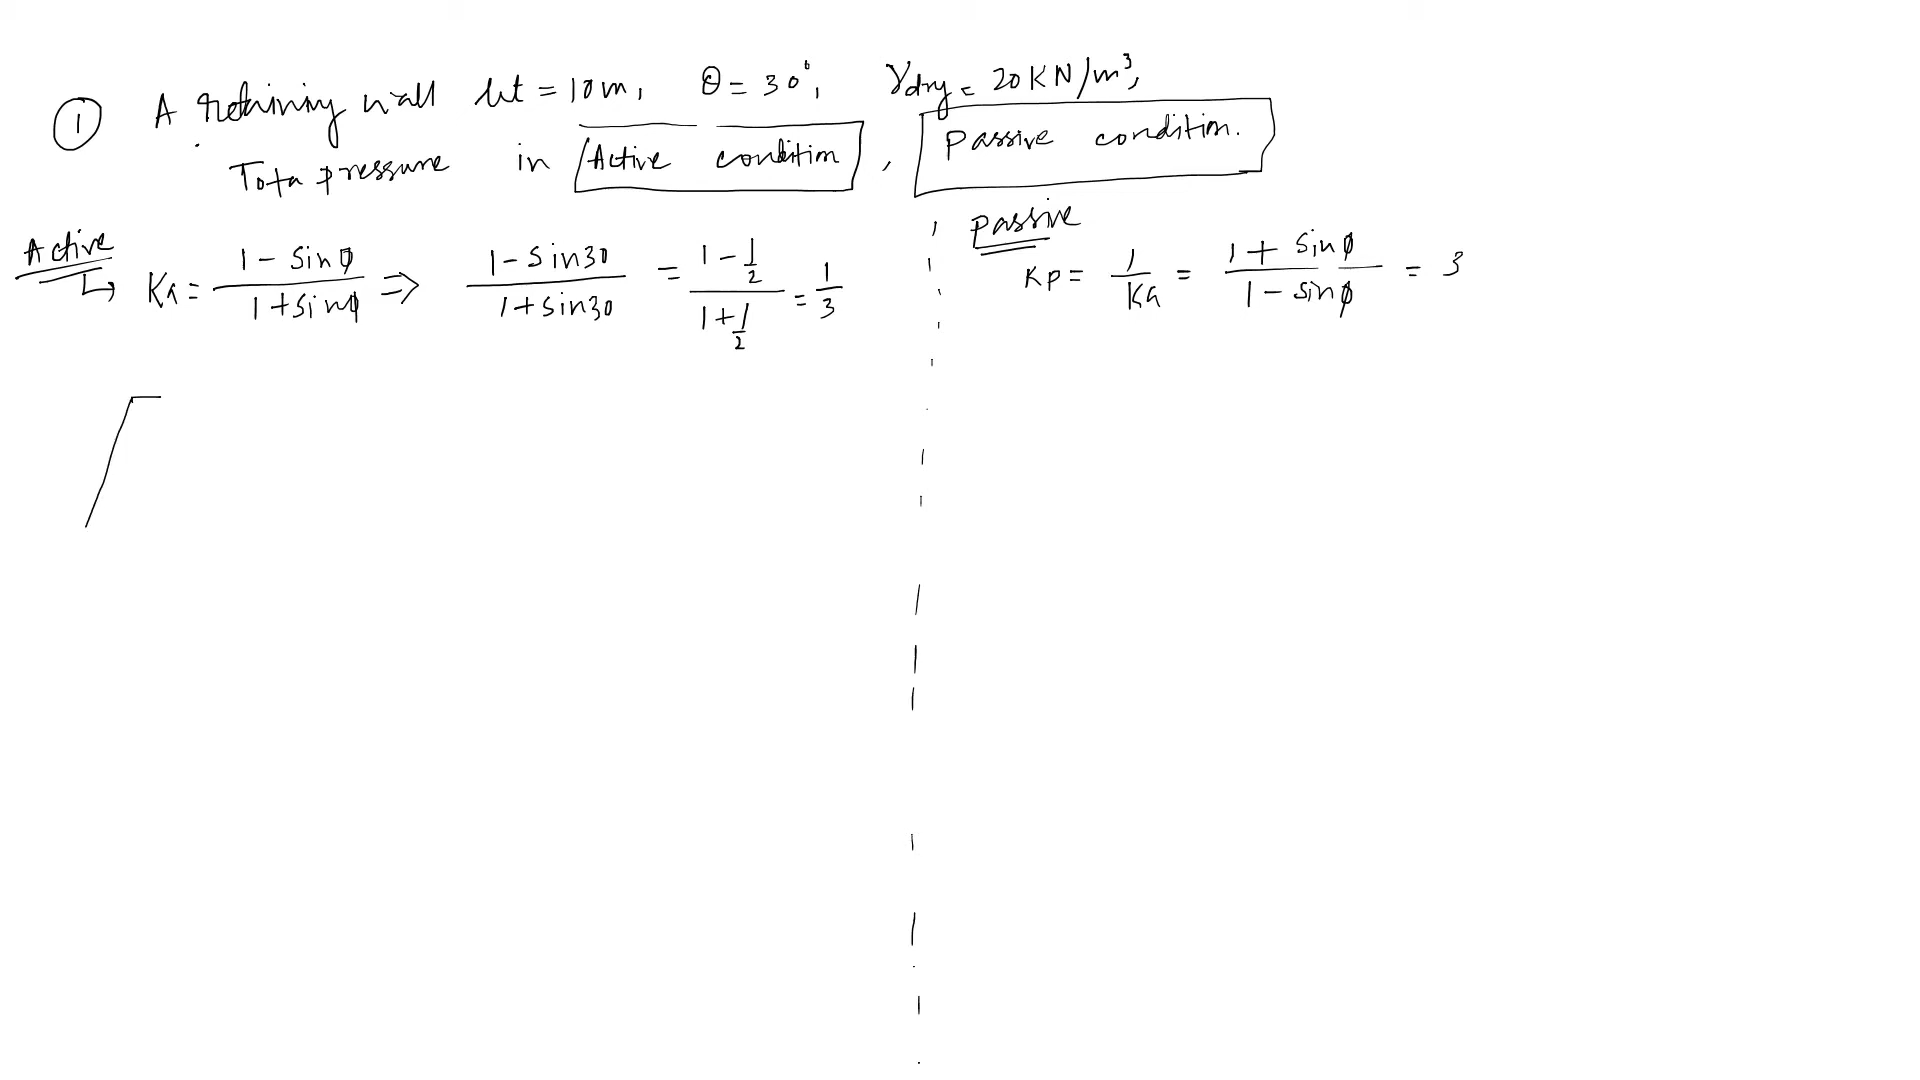 ① A retaining wall ht = 10m, θ = 30°, γdry = 20 KN/m³,
Tota pressure in Active condition, Passive condition.
Active
Ka = (1 - sinφ)/(1 + sinφ) ⇒ (1 - sin30)/(1 + sin30) = (1 - 1/2)/(1 + 1/2) = 1/3
passive
Kp = 1/Ka = (1 + sinφ)/(1 - sinφ) = 3